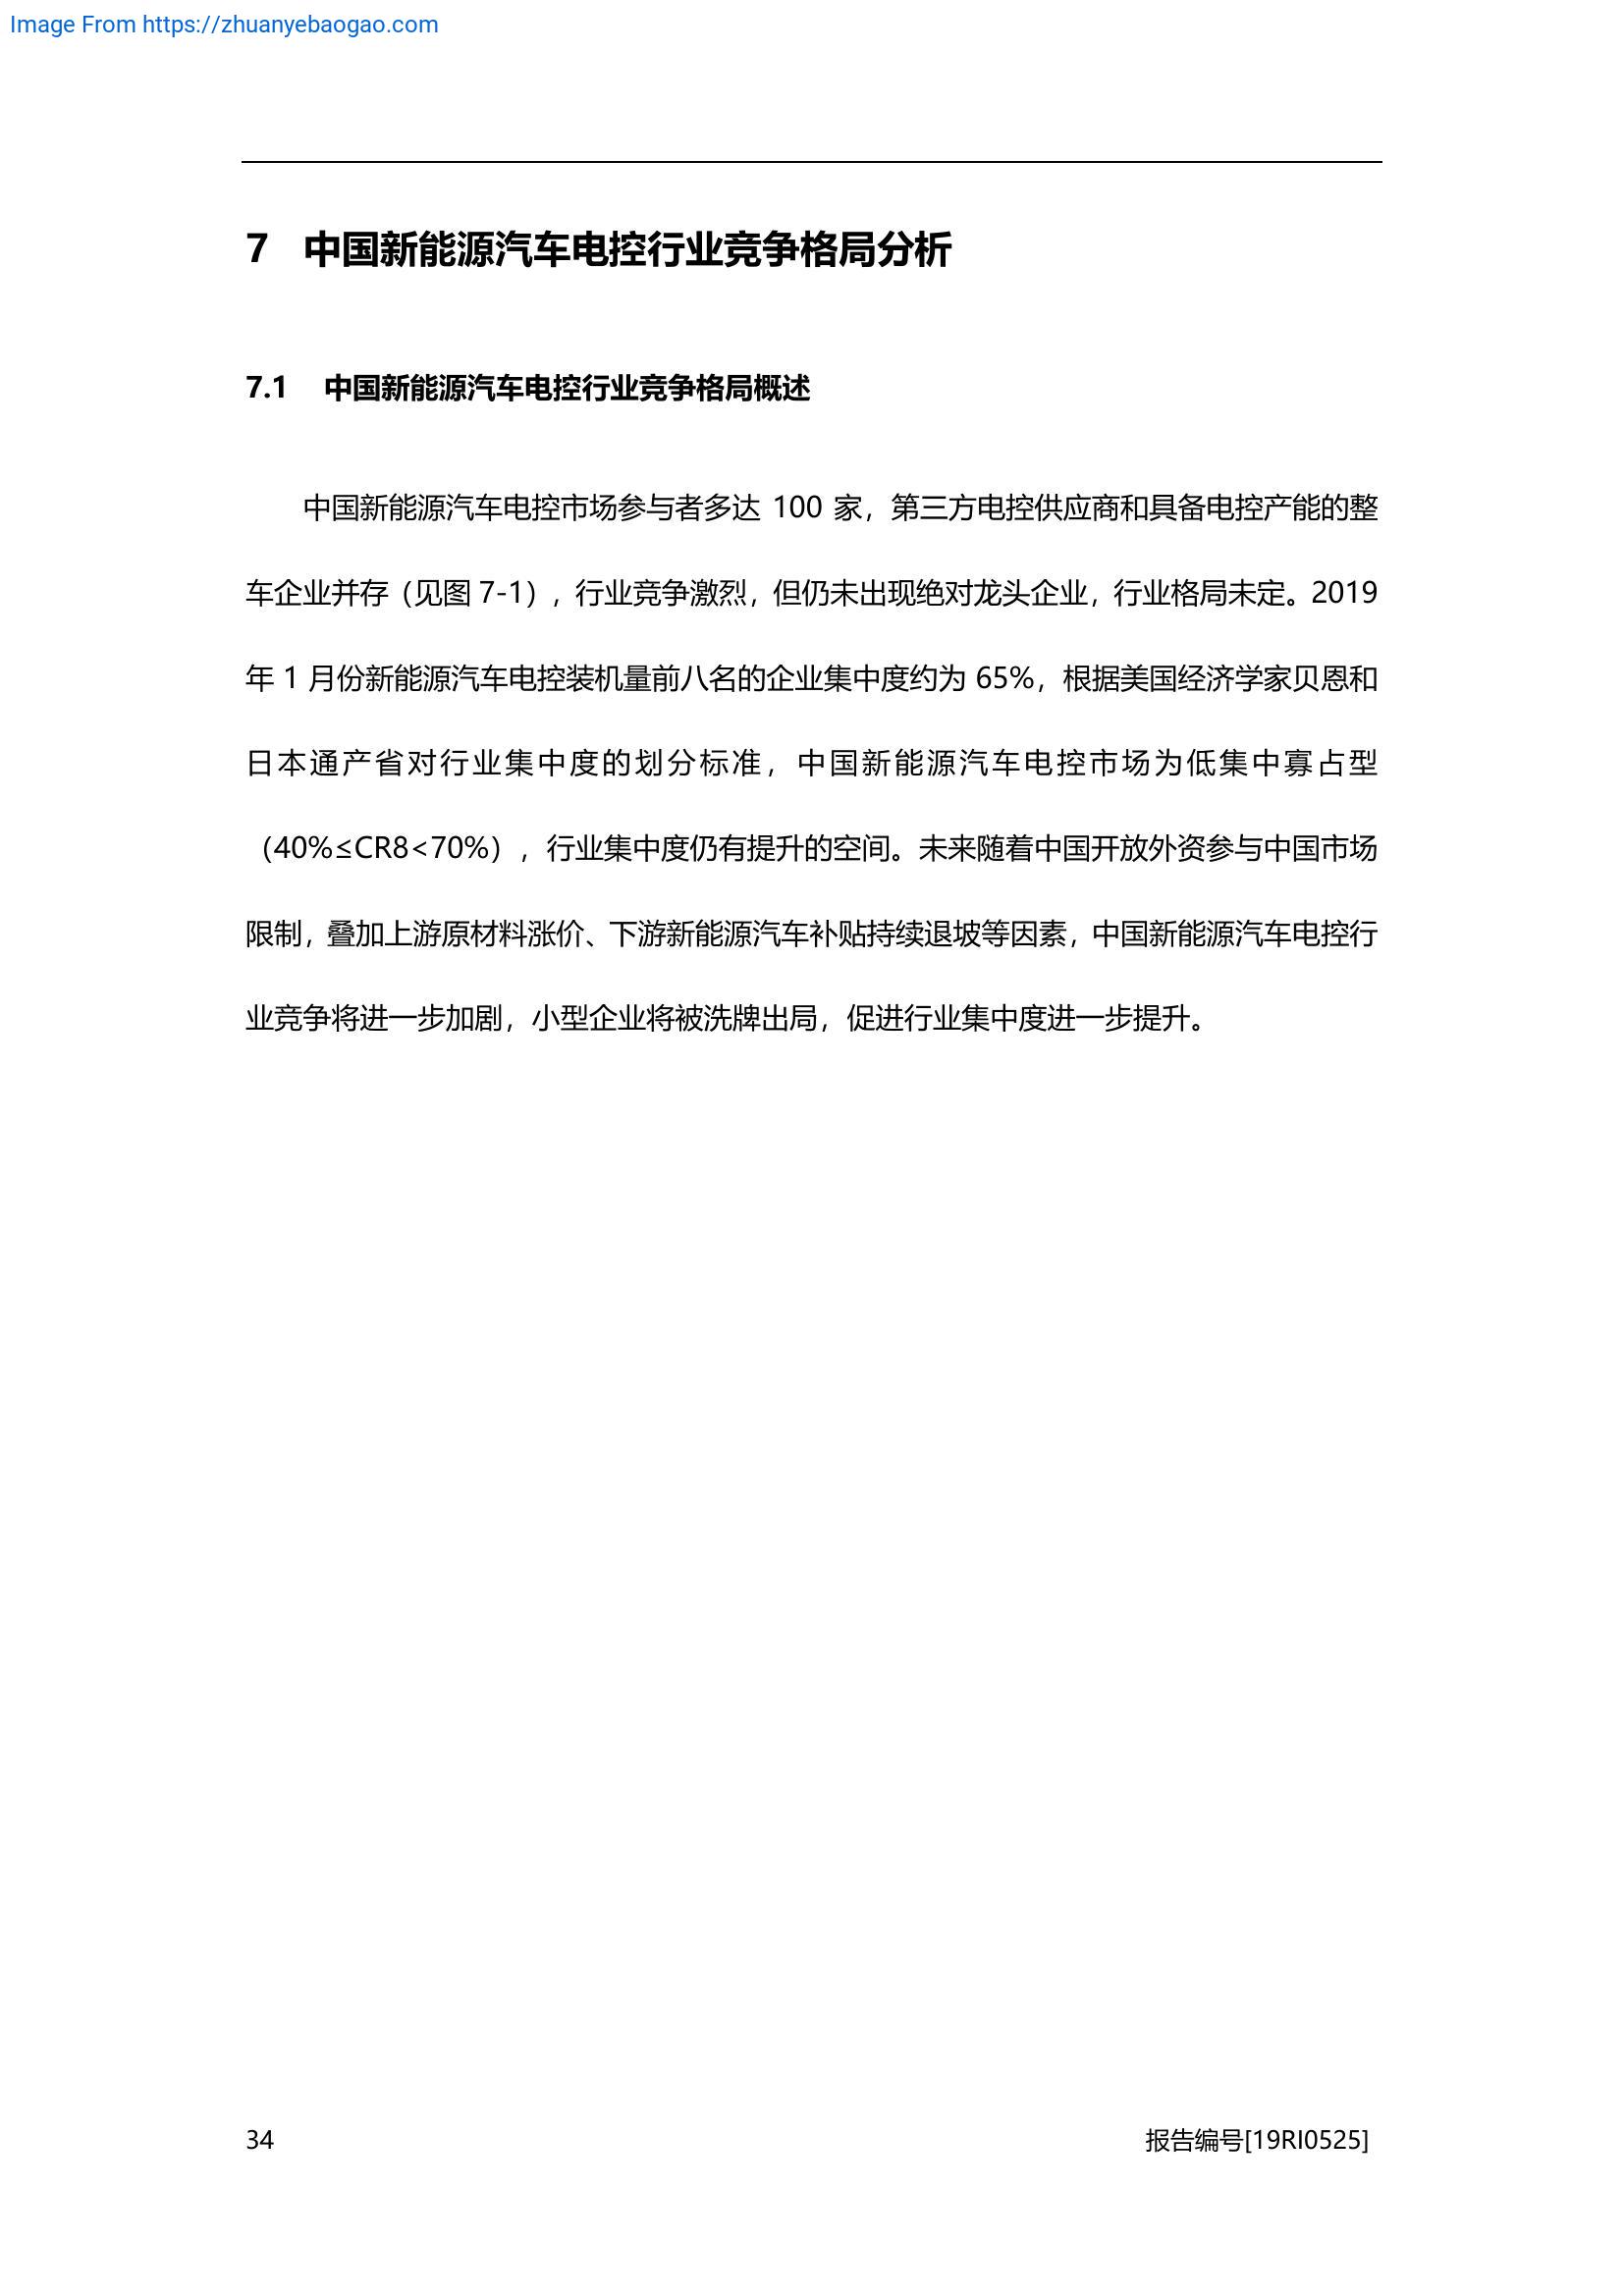 Image From https://zhuanyebaogao.com
7 中国新能源汽车电控行业竞争格局分析
7.1 中国新能源汽车电控行业竞争格局概述
中国新能源汽车电控市场参与者多达 100 家，第三方电控供应商和具备电控产能的整
车企业并存（见图 7-1），行业竞争激烈，但仍未出现绝对龙头企业，行业格局未定。2019
年 1 月份新能源汽车电控装机量前八名的企业集中度约为 65%，根据美国经济学家贝恩和
日本通产省对行业集中度的划分标准，中国新能源汽车电控市场为低集中寡占型
（40%≤CR8<70%），行业集中度仍有提升的空间。未来随着中国开放外资参与中国市场
限制，叠加上游原材料涨价、下游新能源汽车补贴持续退坡等因素，中国新能源汽车电控行
业竞争将进一步加剧，小型企业将被洗牌出局，促进行业集中度进一步提升。
34 报告编号[19RI0525]